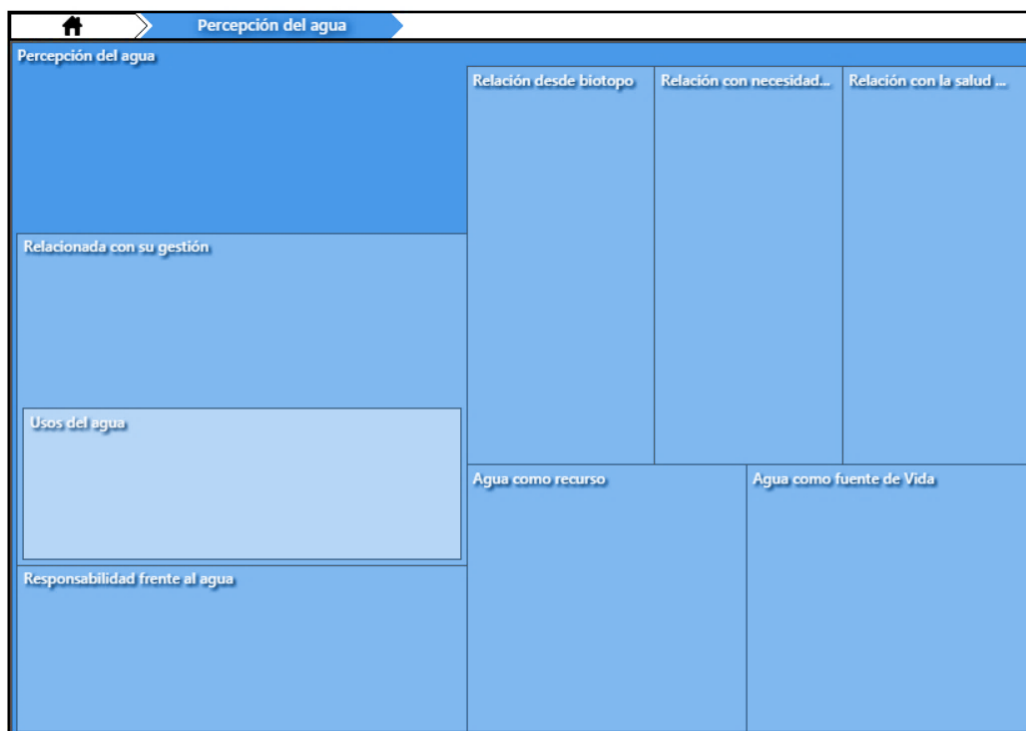 Percepción del agua
Percepción del agua
Relación desde biotopo
Relación con necesidad...
Relación con la salud ...
Relacionada con su gestión
Usos del agua
Agua como recurso
Agua como fuente de Vida
Responsabilidad frente al agua